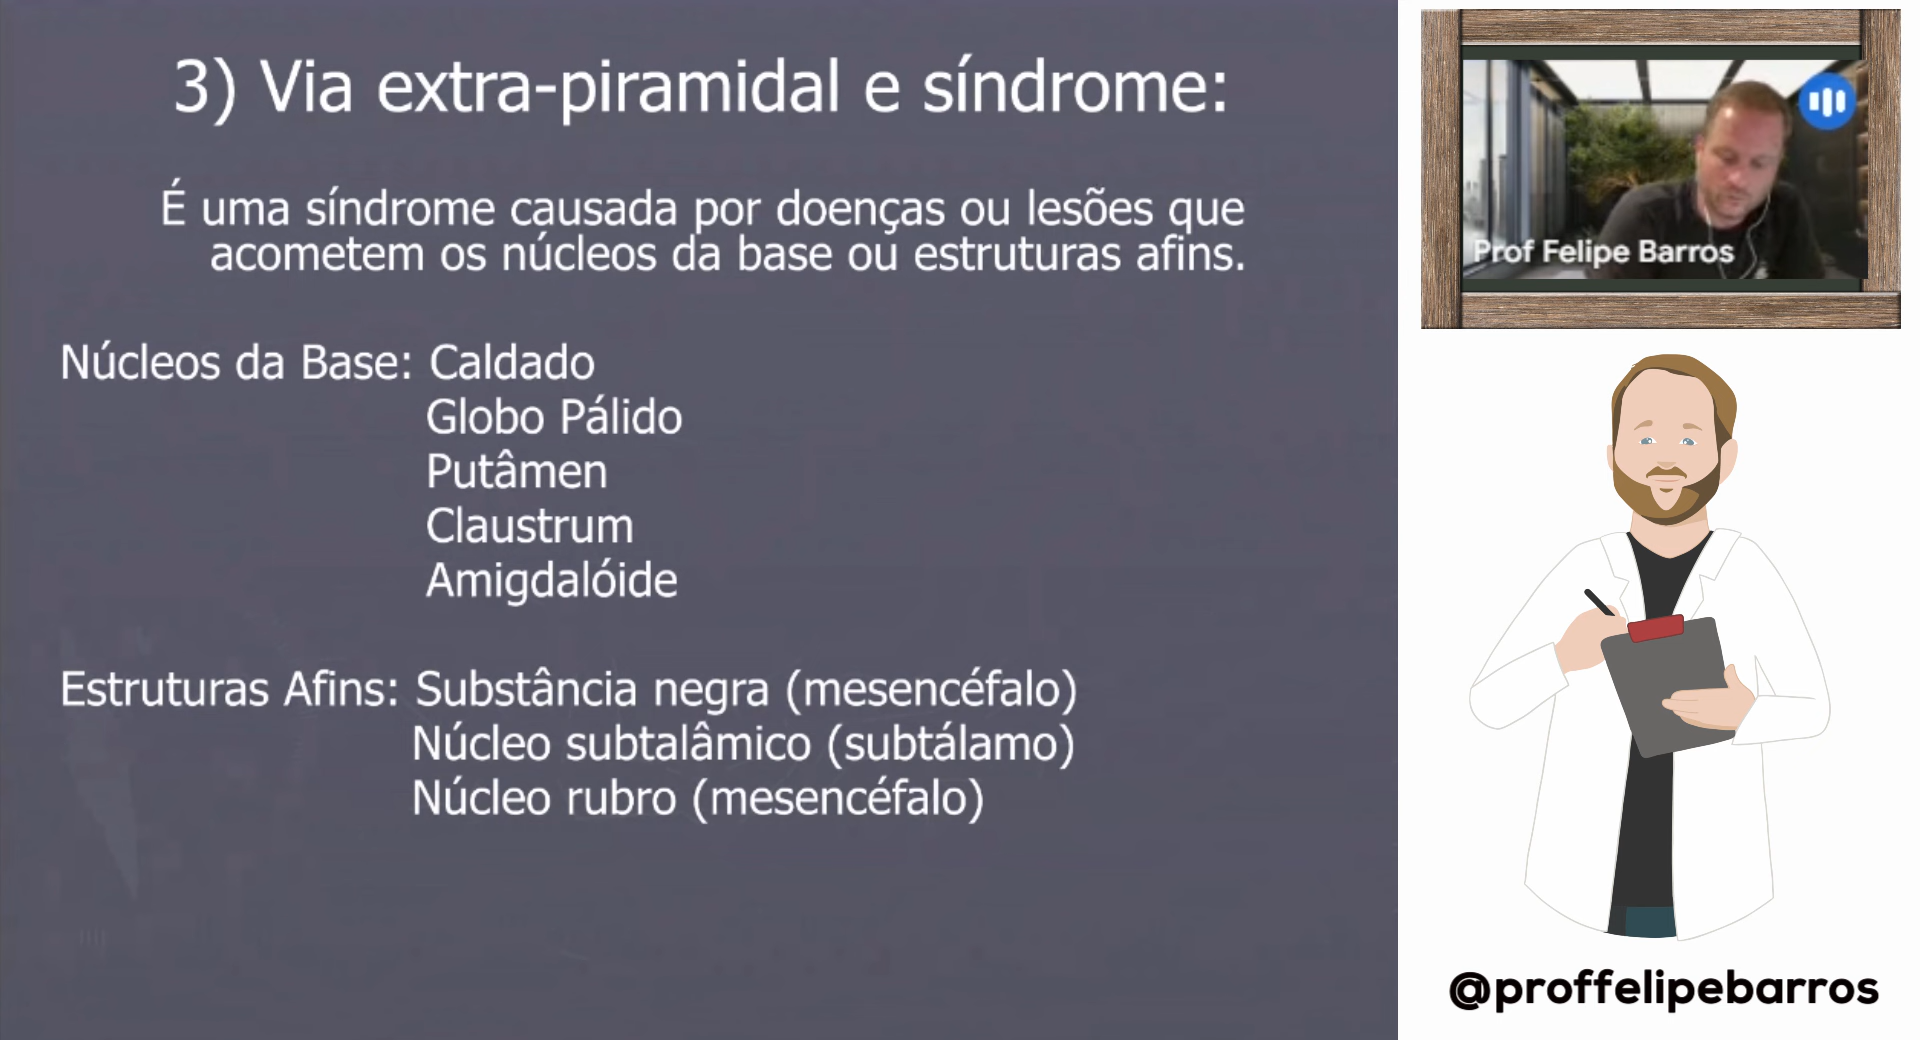 3) Via extra-piramidal e síndrome:
É uma síndrome causada por doenças ou lesões que
acometem os núcleos da base ou estruturas afins.
Núcleos da Base: Caldado
Globo Pálido
Putâmen
Claustrum
Amigdalóide
Estruturas Afins: Substância negra (mesencéfalo)
Núcleo subtalâmico (subtálamo)
Núcleo rubro (mesencéfalo)
Prof Felipe Barros
@proffelipebarros